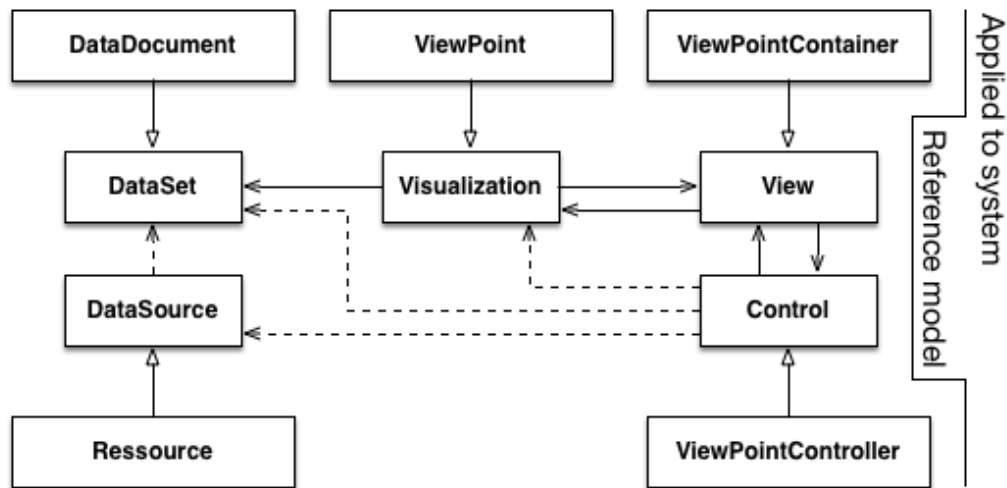 DataDocument
ViewPoint
ViewPointContainer
DataSet
Visualization
View
DataSource
Control
Ressource
ViewPointController
Applied to system
Reference model